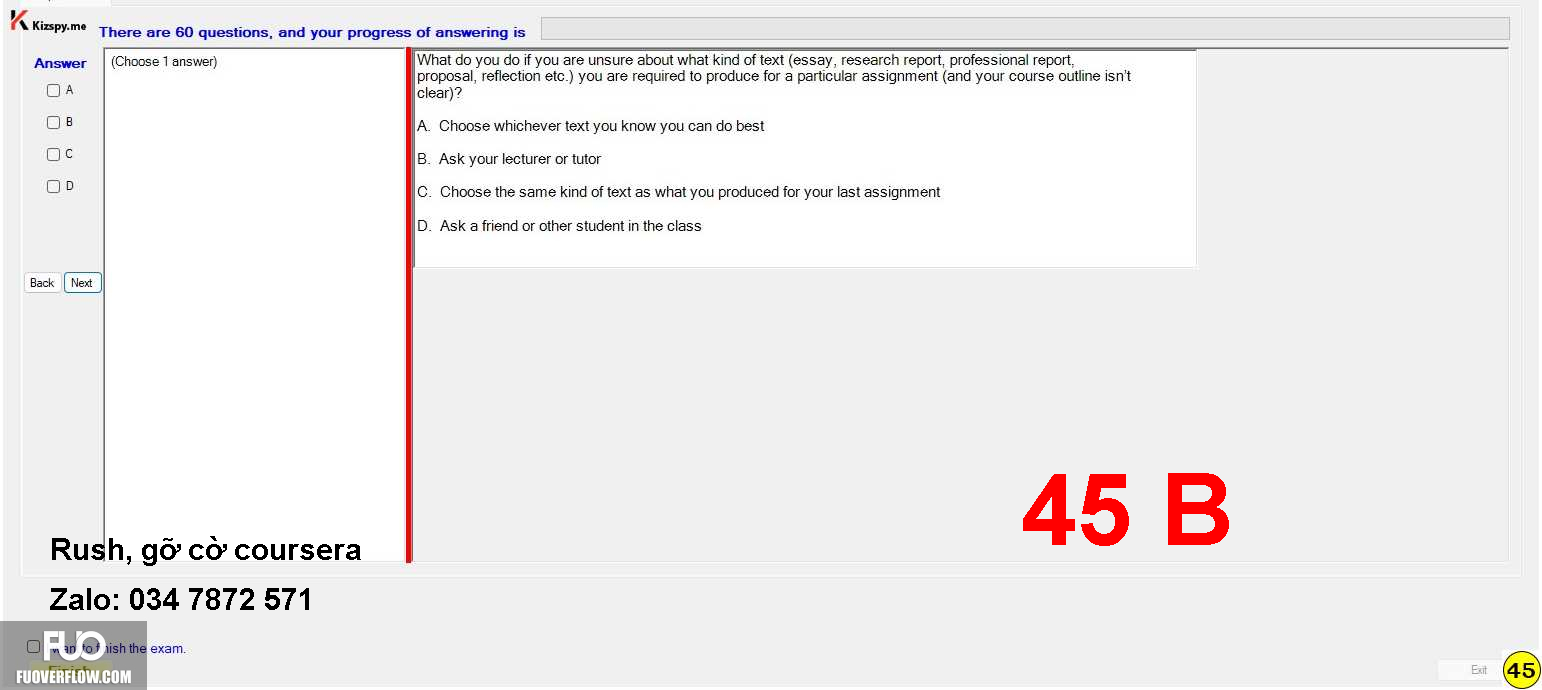 Kizspy.me
There are 60 questions, and your progress of answering is
Answer
(Choose 1 answer)
A
B
C
D
Back
Next
What do you do if you are unsure about what kind of text (essay, research report, professional report,
proposal, reflection etc.) you are required to produce for a particular assignment (and your course outline isn't
clear)?
A. Choose whichever text you know you can do best
B. Ask your lecturer or tutor
C. Choose the same kind of text as what you produced for your last assignment
D. Ask a friend or other student in the class
45 B
Rush, gỡ cờ coursera
Zalo: 034 7872 571
want to finish the exam.
Finish
FUO
FUOVERFLOW.COM
Exit
45